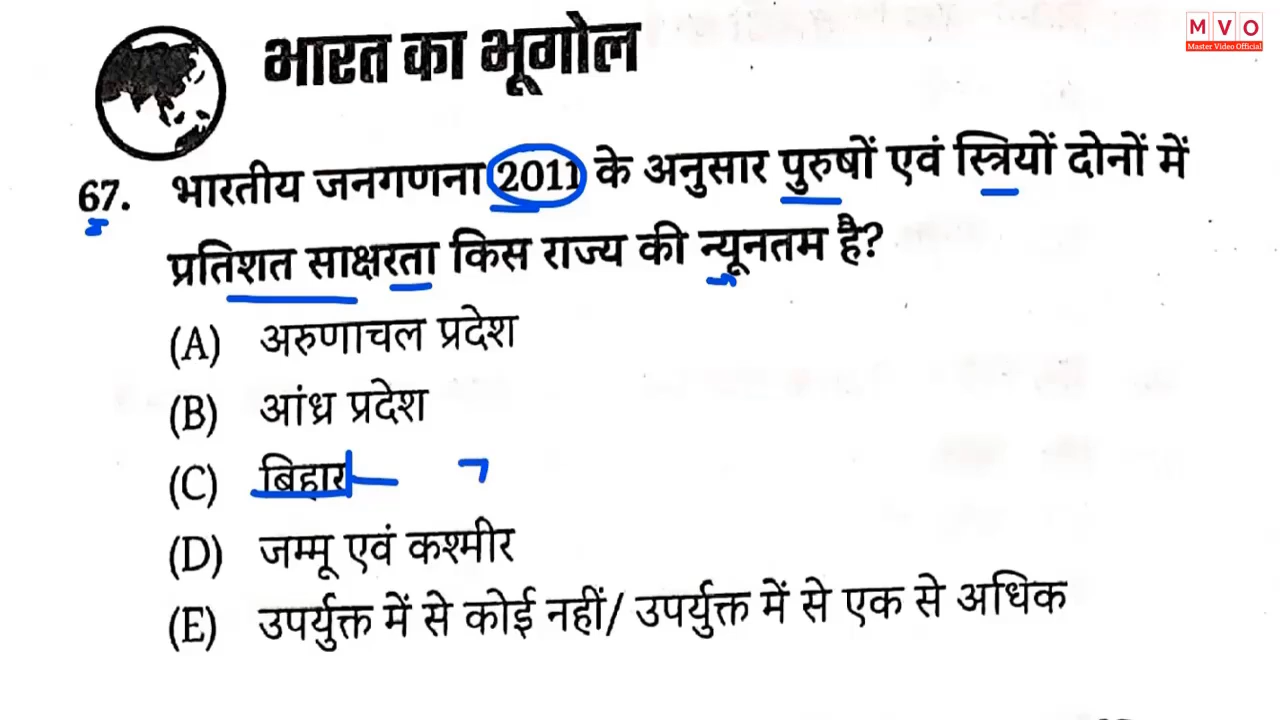 M V O
Master Video Official
भारत का भूगोल
67. भारतीय जनगणना 2011 के अनुसार पुरुषों एवं स्त्रियों दोनों में
प्रतिशत साक्षरता किस राज्य की न्यूनतम है?
(A) अरुणाचल प्रदेश
(B) आंध्र प्रदेश
(C) बिहार
(D) जम्मू एवं कश्मीर
(E) उपर्युक्त में से कोई नहीं/ उपर्युक्त में से एक से अधिक